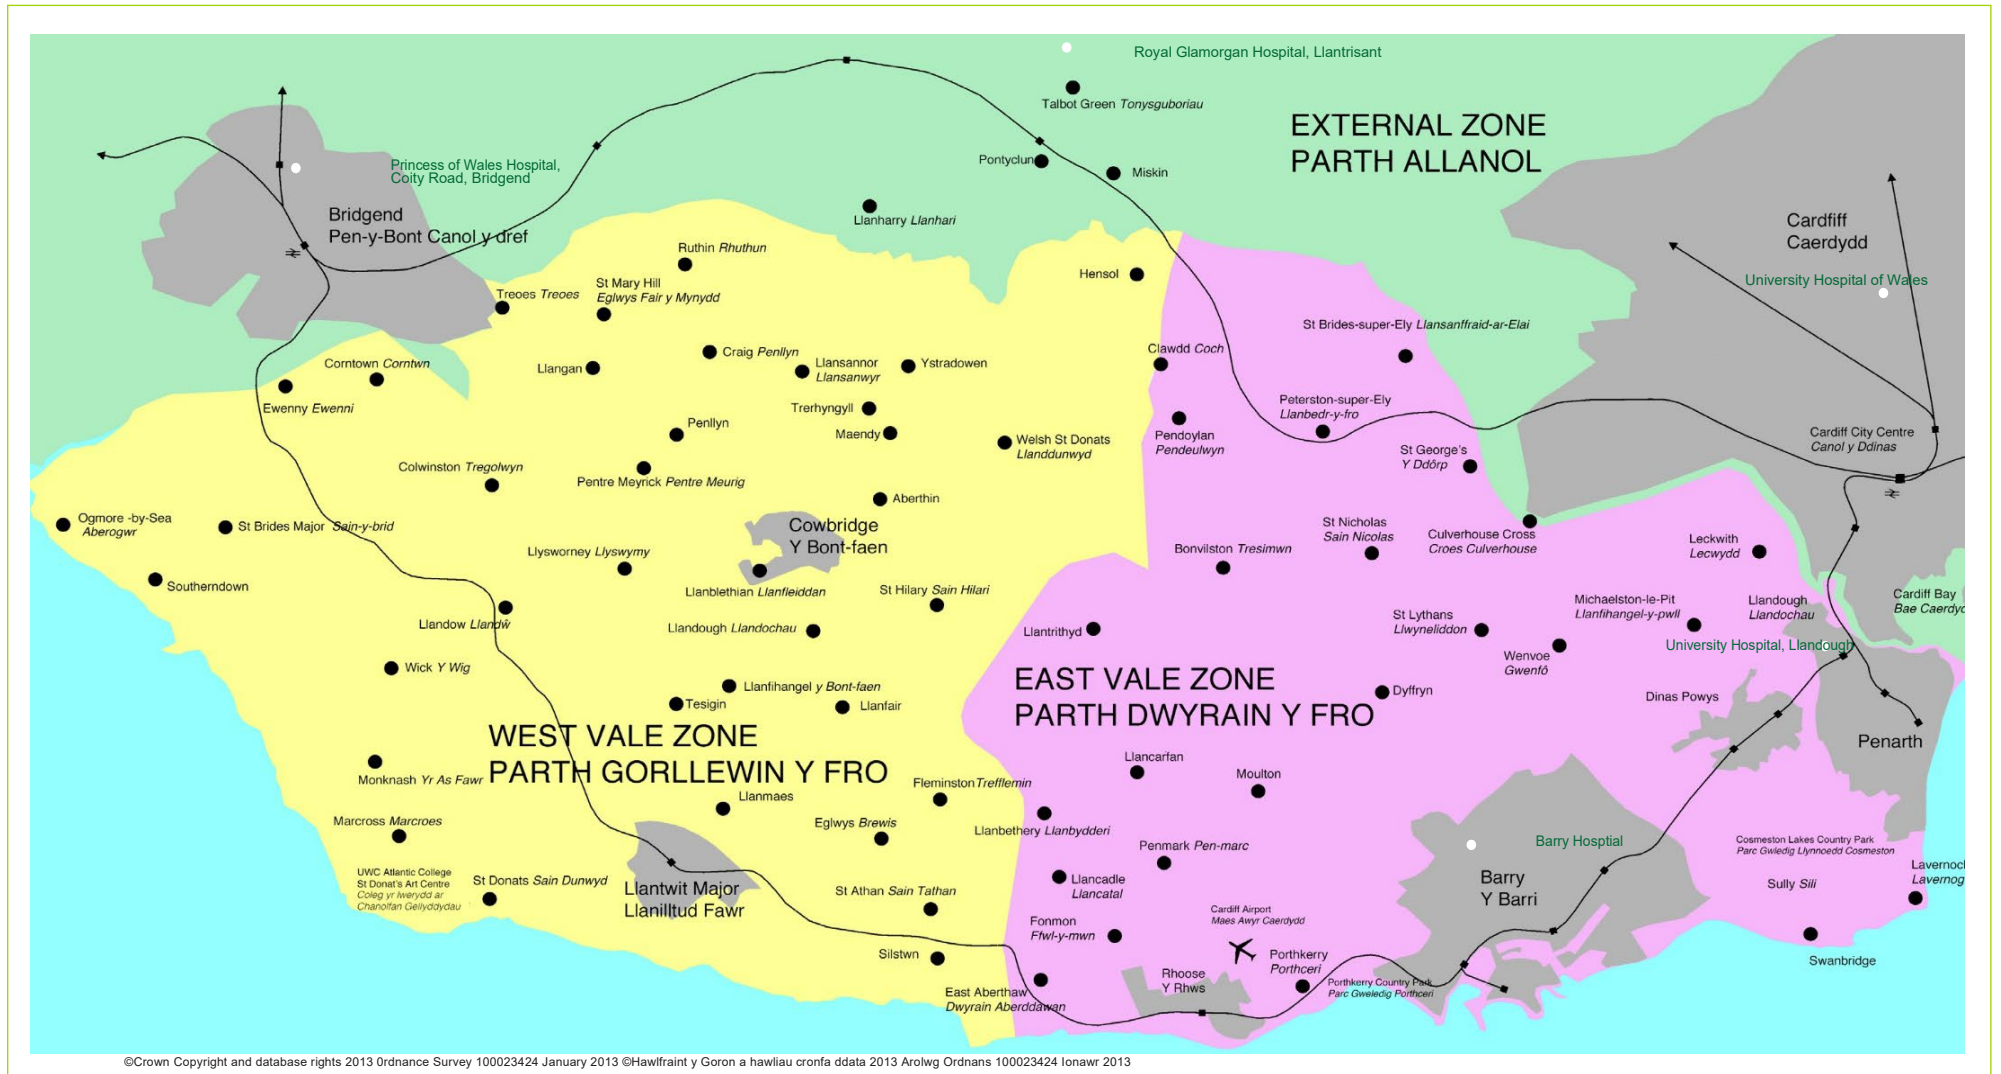 Royal Glamorgan Hospital, Llantrisant
Talbot Green Tonysguboriau
EXTERNAL ZONE
PARTH ALLANOL
Princess of Wales Hospital,
Coity Road, Bridgend
Pontyclun
Miskin
Bridgend
Pen-y-Bont Canol y dref
Llanharry Llanhari
Cardfiff
Caerdydd
University Hospital of Wales
Ruthin Rhuthun
Hensol
St Mary Hill
Eglwys Fair y Mynydd
Treoes Treoes
St Brides-super-Ely Llansanffraid-ar-Elai
Craig Penllyn
Clawdd Coch
Corntown Corntwn
Llangan
Llansannor
Llansanwyr
Ystradowen
Ewenny Ewenni
Trerhyngyll
Peterston-super-Ely
Llanbedr-y-fro
Penllyn
Maendy
Welsh St Donats
Llanddunwyd
Pendoylan
Pendeulwyn
Cardiff City Centre
Canol y Ddinas
St George's
Y Ddôrp
Colwinston Tregolwyn
Pentre Meyrick Pentre Meurig
Aberthin
Ogmore -by-Sea
Aberogwr
St Brides Major Sain-y-brid
Cowbridge
Y Bont-faen
St Nicholas
Sain Nicolas
Culverhouse Cross
Croes Culverhouse
Leckwith
Lecwydd
Llysworney Llyswymy
Bonvilston Tresimwn
Southerndown
Llanblethian Llanfleiddan
St Hilary Sain Hilari
Michaelston-le-Pit
Llanfihangel-y-pwll
Llandough
Llandochau
Cardiff Bay
Bae Caerdyc
Llandow Llandŵ
Llandough Llandochau
Llantrithyd
St Lythans
Llwyneliddon
University Hospital, Llandough
Wenvoe
Gwenfô
Wick Y Wig
Llanfihangel y Bont-faen
Tesigin
Llanfair
EAST VALE ZONE
PARTH DWYRAIN Y FRO
Dyffryn
Dinas Powys
WEST VALE ZONE
PARTH GORLLEWIN Y FRO
Penarth
Monknash Yr As Fawr
Llancarfan
Moulton
Fleminston Trefflemin
Llanmaes
Marcross Marcroes
Eglwys Brewis
Llanbethery Llanbydderi
Penmark Pen-marc
Barry Hosptial
Cosmeston Lakes Country Park
Parc Gwledig Llynnoedd Cosmeston
UWC Atlantic College
St Donat's Art Centre
Coleg yr Iwerydd ar
Chanolfan Gellyddydau
St Donats Sain Dunwyd
Llantwit Major
Llanilltud Fawr
St Athan Sain Tathan
Llancadle
Llancatal
Barry
Y Barri
Sully Sili
Lavernocl
Lavernog
Fonmon
Ffwl-y-mwn
Cardiff Airport
Maes Awyr Caerdydd
Silstwn
Rhoose
Y Rhws
Porthkerry
Porthceri
Swanbridge
East Aberthaw
Dwyrain Aberddawan
Porthkerry Country Park
Parc Gweledig Porthceri
©Crown Copyright and database rights 2013 0rdnance Survey 100023424 January 2013 ©Hawlfraint y Goron a hawliau cronfa ddata 2013 Arolwg Ordnans 100023424 Ionawr 2013